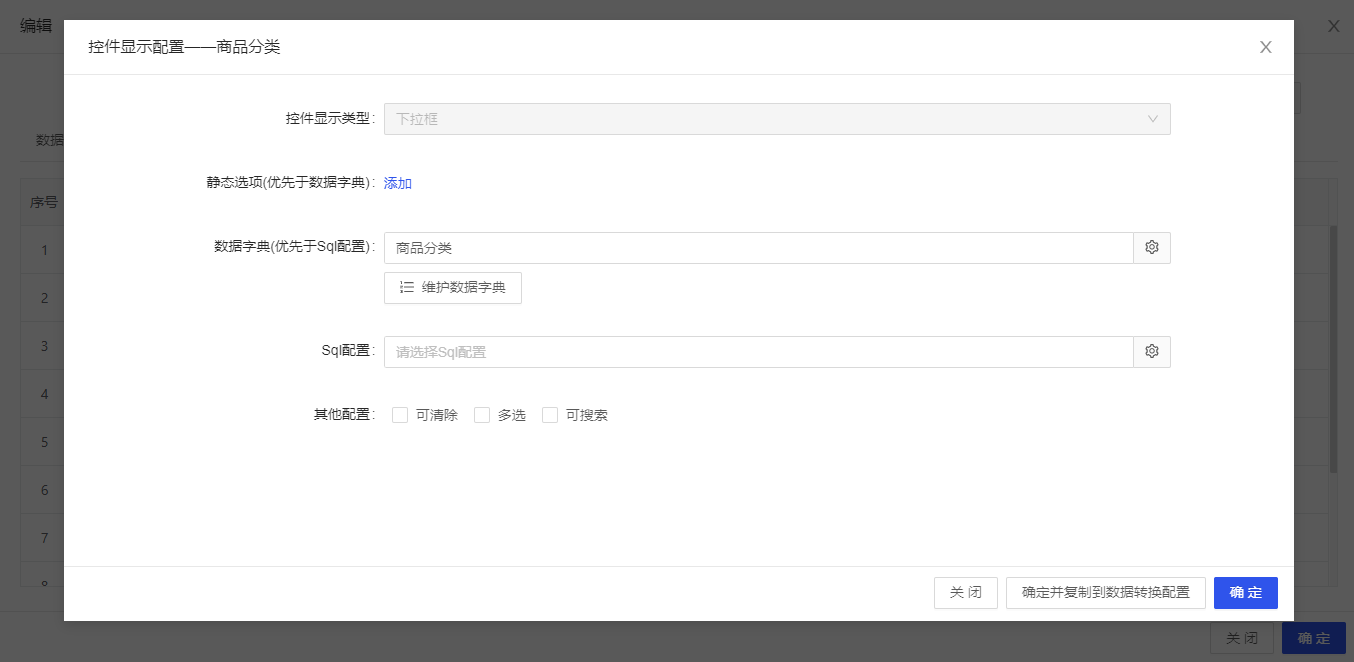 编辑
控件显示配置——商品分类
控件显示类型:
下拉框
数据
静态选项(优先于数据字典):
添加
序号
数据字典(优先于Sql配置):
商品分类
1
维护数据字典
2
Sql配置:
请选择Sql配置
3
4
其他配置:
可清除
多选
可搜索
5
6
7
8
关 闭
确定并复制到数据转换配置
确 定
关 闭
确 定